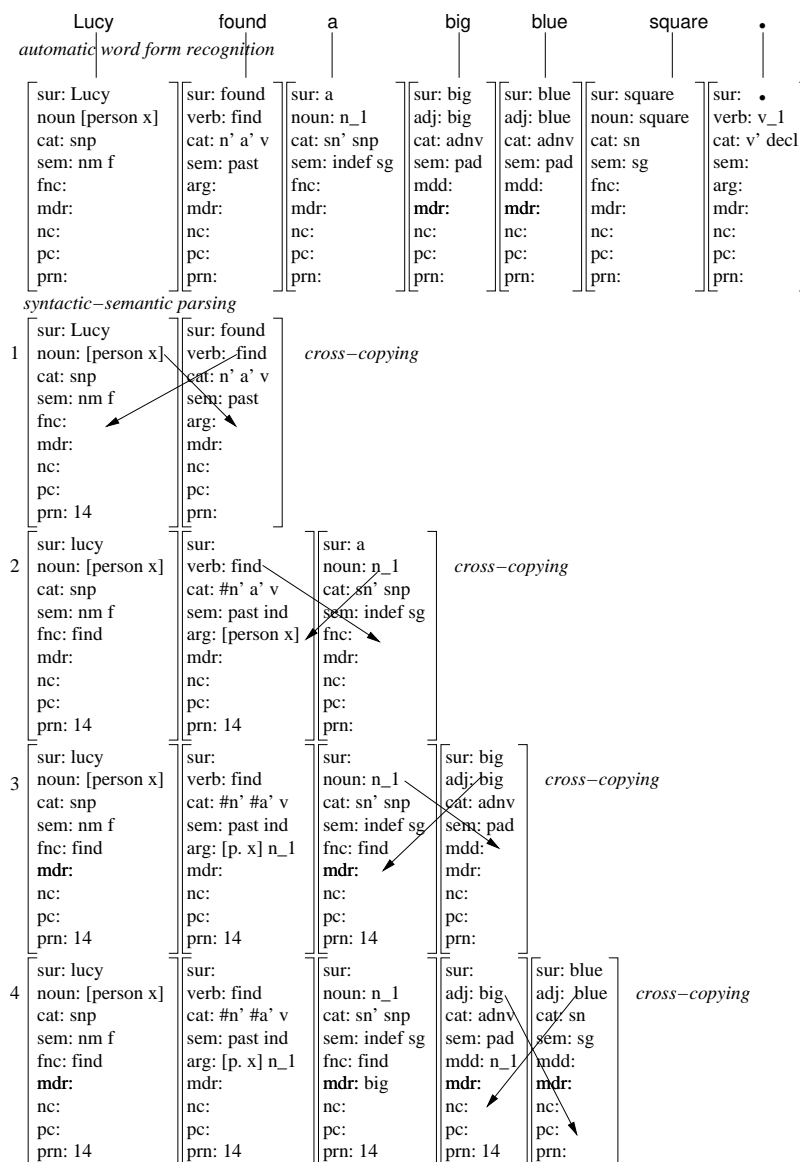 Lucy found a big blue square .
automatic word form recognition
sur: Lucy sur: found sur: a sur: big sur: blue sur: square sur: .
noun [person x] verb: find noun: n_1 adj: big adj: blue noun: square verb: v_1
cat: snp cat: n’ a’ v cat: sn’ snp cat: adnv cat: adnv cat: sn cat: v’ decl
sem: nm f sem: past sem: indef sg sem: pad sem: pad sem: sg sem:
fnc: arg: fnc: mdd: mdd: fnc: arg:
mdr: mdr: mdr: mdr: mdr: mdr: mdr:
nc: nc: nc: nc: nc: nc: nc:
pc: pc: pc: pc: pc: pc: pc:
prn: prn: prn: prn: prn: prn: prn:
syntactic−semantic parsing
sur: Lucy sur: found
1 noun: [person x] verb: find cross−copying
cat: snp cat: n’ a’ v
sem: nm f sem: past
fnc: arg:
mdr: mdr:
nc: nc:
pc: pc:
prn: 14 prn:
sur: lucy sur: sur: a
2 noun: [person x] verb: find noun: n_1 cross−copying
cat: snp cat: #n’ a’ v cat: sn’ snp
sem: nm f sem: past ind sem: indef sg
fnc: find arg: [person x] fnc:
mdr: mdr: mdr:
nc: nc: nc:
pc: pc: pc:
prn: 14 prn: 14 prn:
sur: lucy sur: sur: sur: big
3 noun: [person x] verb: find noun: n_1 adj: big cross−copying
cat: snp cat: #n’ #a’ v cat: sn’ snp cat: adnv
sem: nm f sem: past ind sem: indef sg sem: pad
fnc: find arg: [p. x] n_1 fnc: find mdd:
mdr: mdr: mdr: mdr:
nc: nc: nc: nc:
pc: pc: pc: pc:
prn: 14 prn: 14 prn: 14 prn:
sur: lucy sur: sur: sur: sur: blue
4 noun: [person x] verb: find noun: n_1 adj: big adj: blue cross−copying
cat: snp cat: #n’ #a’ v cat: sn’ snp cat: adnv cat: sn
sem: nm f sem: past ind sem: indef sg sem: pad sem: sg
fnc: find arg: [p. x] n_1 fnc: find mdd: n_1 mdd:
mdr: mdr: mdr: big mdr: mdr:
nc: nc: nc: nc: nc:
pc: pc: pc: pc: pc:
prn: 14 prn: 14 prn: 14 prn: 14 prn: